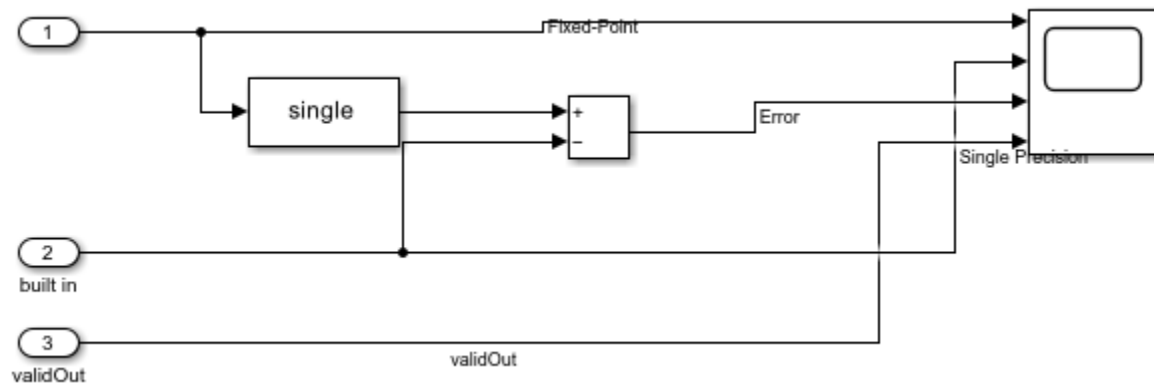 1
Fixed-Point
single
+
−
Error
Single Precision
2
built in
3
validOut
validOut